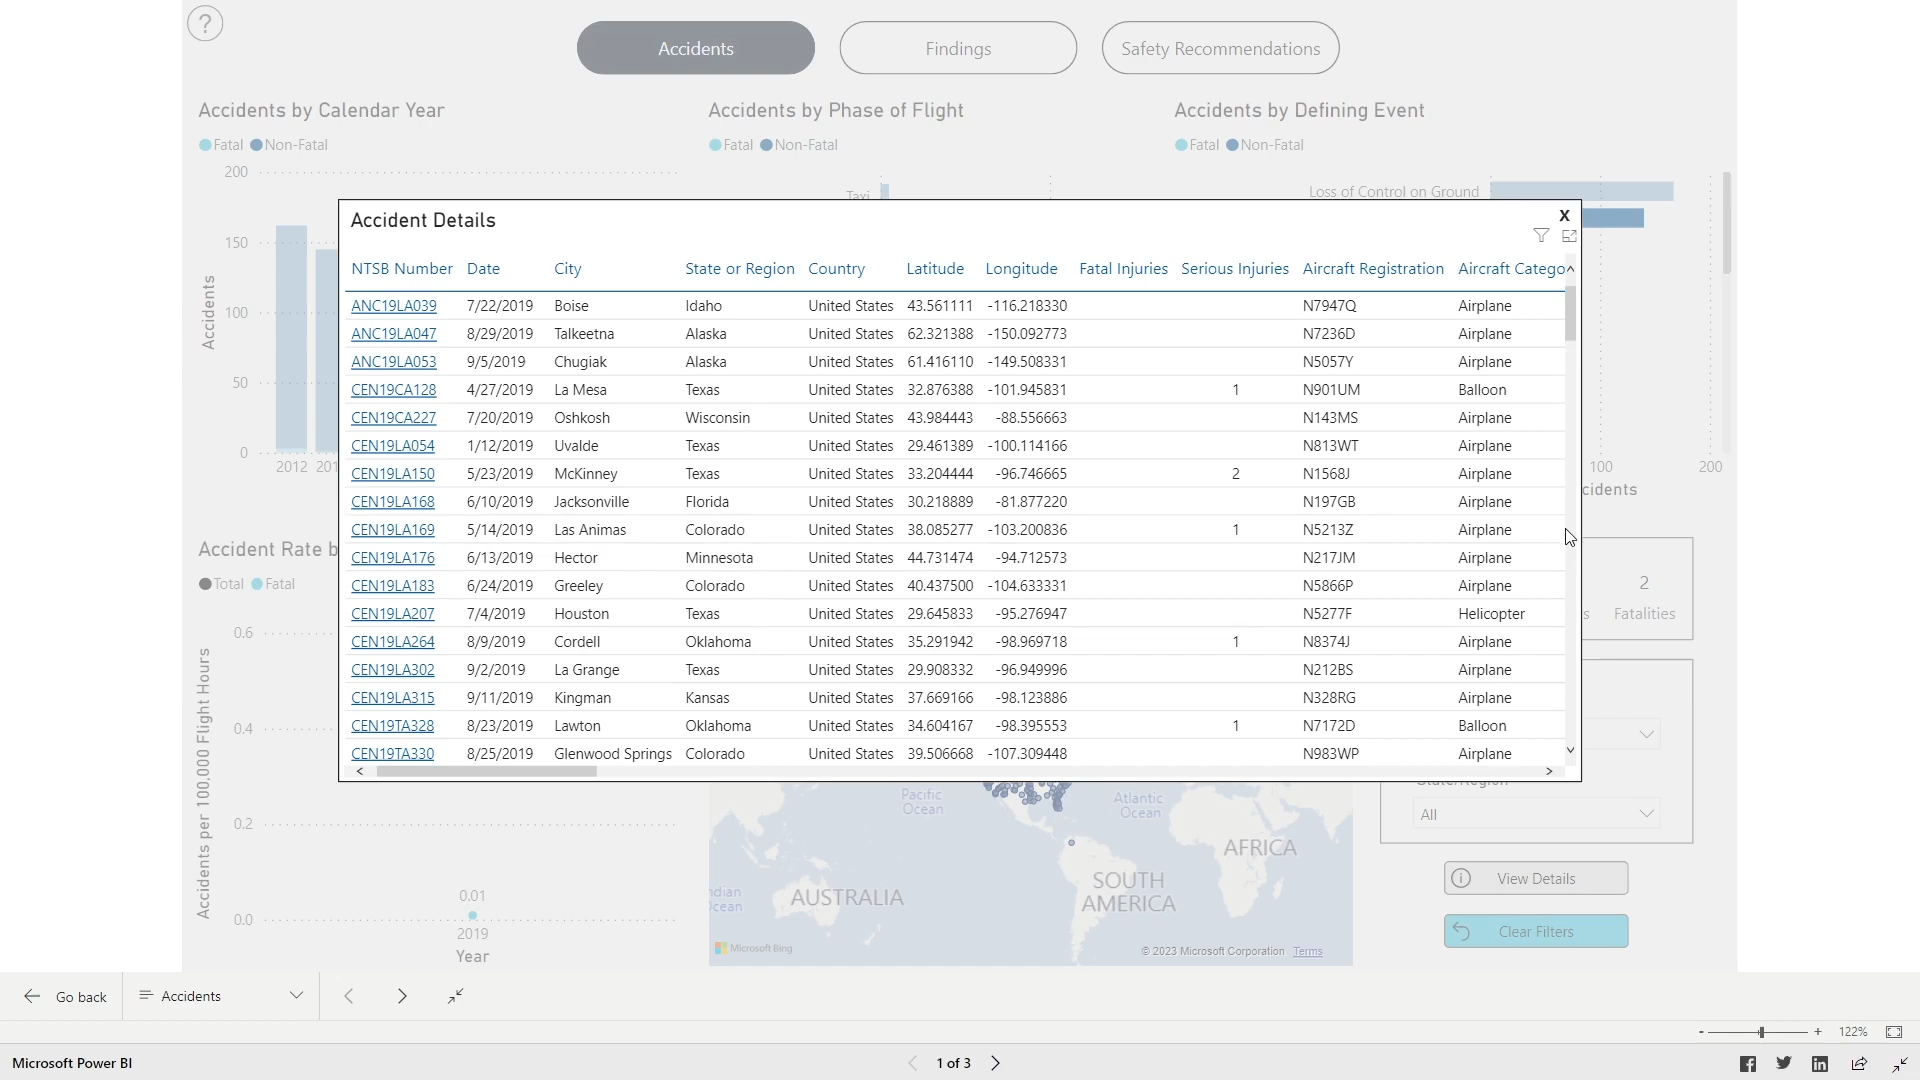 ?
Accidents
Findings
Safety Recommendations
Accidents by Calendar Year
Fatal Non-Fatal
200
150
100
50
0
Accidents
2012 201
Accidents by Phase of Flight
Fatal Non-Fatal
Taxi
Accidents by Defining Event
Fatal Non-Fatal
Loss of Control on Ground
100 200
cidents
Accident Details
X
NTSB Number Date City State or Region Country Latitude Longitude Fatal Injuries Serious Injuries Aircraft Registration Aircraft Catego
ANC19LA039 7/22/2019 Boise Idaho United States 43.561111 -116.218330 N7947Q Airplane
ANC19LA047 8/29/2019 Talkeetna Alaska United States 62.321388 -150.092773 N7236D Airplane
ANC19LA053 9/5/2019 Chugiak Alaska United States 61.416110 -149.508331 N5057Y Airplane
CEN19CA128 4/27/2019 La Mesa Texas United States 32.876388 -101.945831 1 N901UM Balloon
CEN19CA227 7/20/2019 Oshkosh Wisconsin United States 43.984443 -88.556663 N143MS Airplane
CEN19LA054 1/12/2019 Uvalde Texas United States 29.461389 -100.114166 N813WT Airplane
CEN19LA150 5/23/2019 McKinney Texas United States 33.204444 -96.746665 2 N1568J Airplane
CEN19LA168 6/10/2019 Jacksonville Florida United States 30.218889 -81.877220 N197GB Airplane
CEN19LA169 5/14/2019 Las Animas Colorado United States 38.085277 -103.200836 1 N5213Z Airplane
CEN19LA176 6/13/2019 Hector Minnesota United States 44.731474 -94.712573 N217JM Airplane
CEN19LA183 6/24/2019 Greeley Colorado United States 40.437500 -104.633331 N5866P Airplane
CEN19LA207 7/4/2019 Houston Texas United States 29.645833 -95.276947 N5277F Helicopter
CEN19LA264 8/9/2019 Cordell Oklahoma United States 35.291942 -98.969718 1 N8374J Airplane
CEN19LA302 9/2/2019 La Grange Texas United States 29.908332 -96.949996 N212BS Airplane
CEN19LA315 9/11/2019 Kingman Kansas United States 37.669166 -98.123886 N328RG Airplane
CEN19TA328 8/23/2019 Lawton Oklahoma United States 34.604167 -98.395553 1 N7172D Balloon
CEN19TA330 8/25/2019 Glenwood Springs Colorado United States 39.506668 -107.309448 N983WP Airplane
Accident Rate b
Total Fatal
0.6
0.4
0.2
0.0
Accidents per 100,000 Flight Hours
0.01
2019
Year
Pacific
Ocean
Atlantic
Ocean
AFRICA
ndian
Ocean
AUSTRALIA
SOUTH
AMERICA
Microsoft Bing
© 2023 Microsoft Corporation Terms
2
s Fatalities
State/Region
All
View Details
Clear Filters
Go back
Accidents
- + 122%
Microsoft Power BI
1 of 3